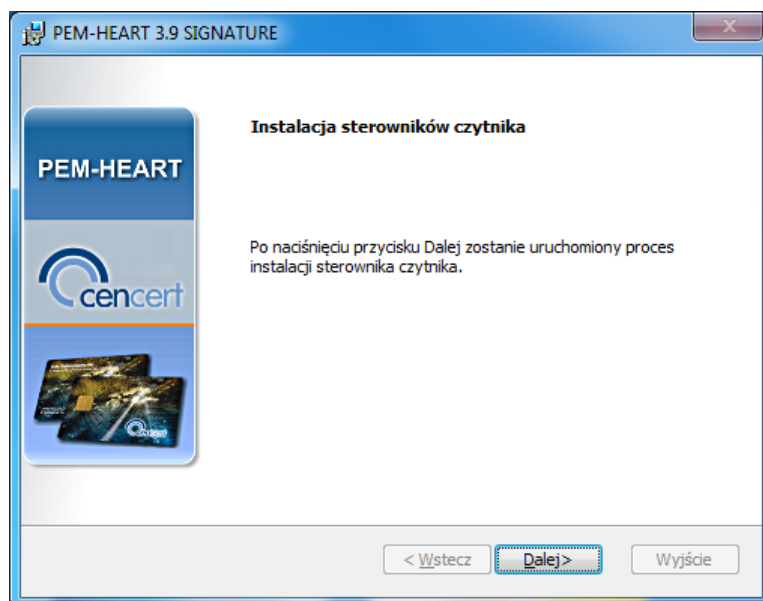 PEM-HEART 3.9 SIGNATURE
Instalacja sterowników czytnika
PEM-HEART
Po naciśnięciu przycisku Dalej zostanie uruchomiony proces
instalacji sterownika czytnika.
cencert
< Wstecz
Dalej>
Wyjście